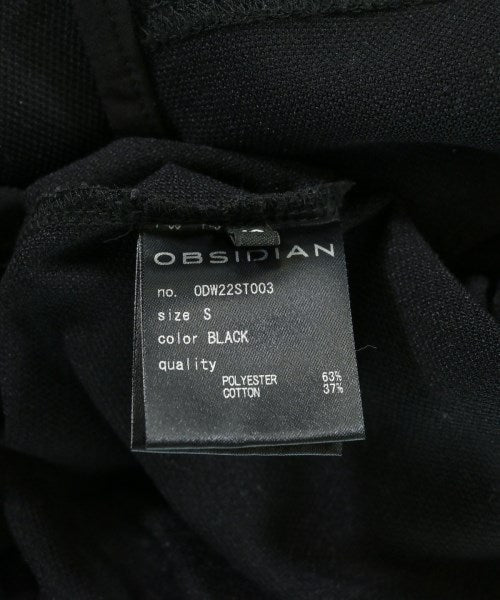 OBSIDIAN
no. ODW22ST003
size S
color BLACK
quality
POLYESTER 63%
COTTON 37%